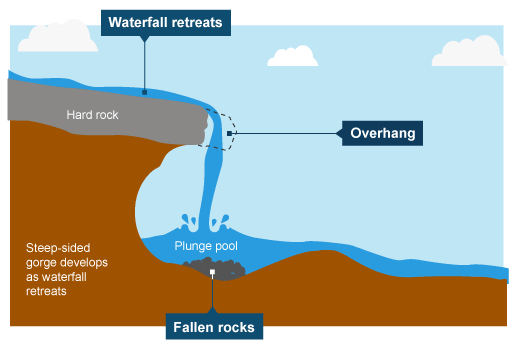 Waterfall retreats
Hard rock
Overhang
Plunge pool
Steep-sided
gorge develops
as waterfall
retreats
Fallen rocks